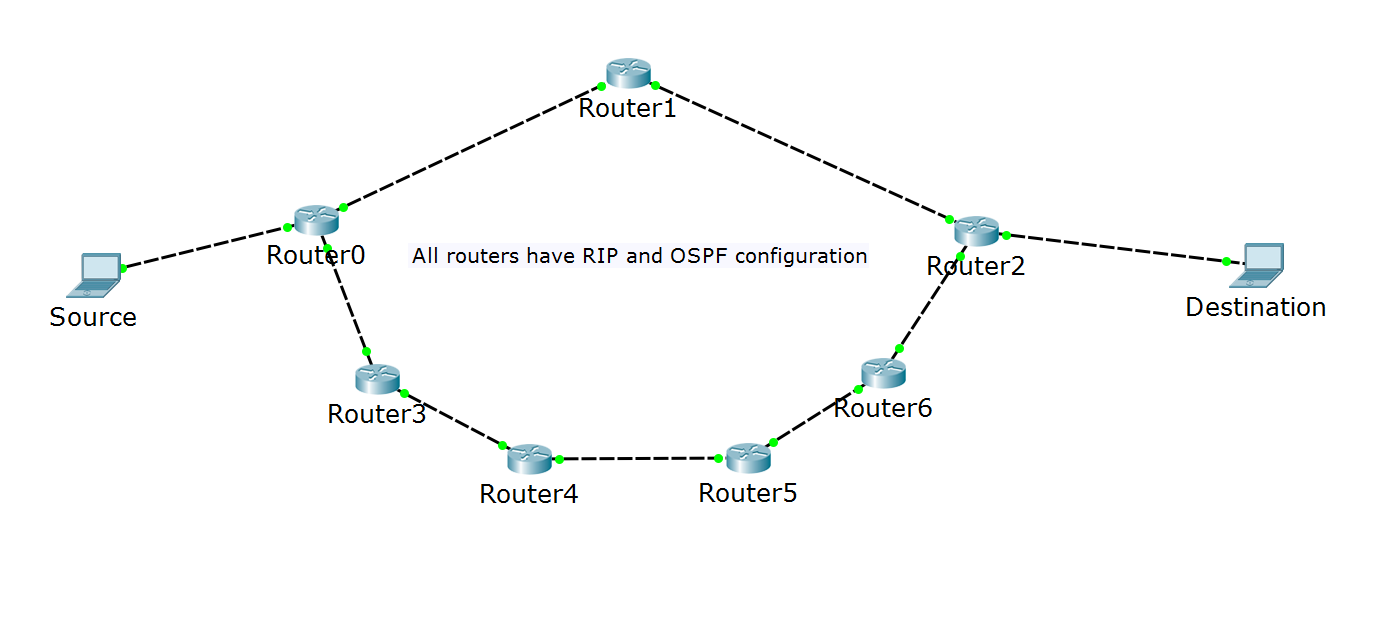 Router1
Router0
All routers have RIP and OSPF configuration
Router2
Source
Destination
Router3
Router6
Router4
Router5